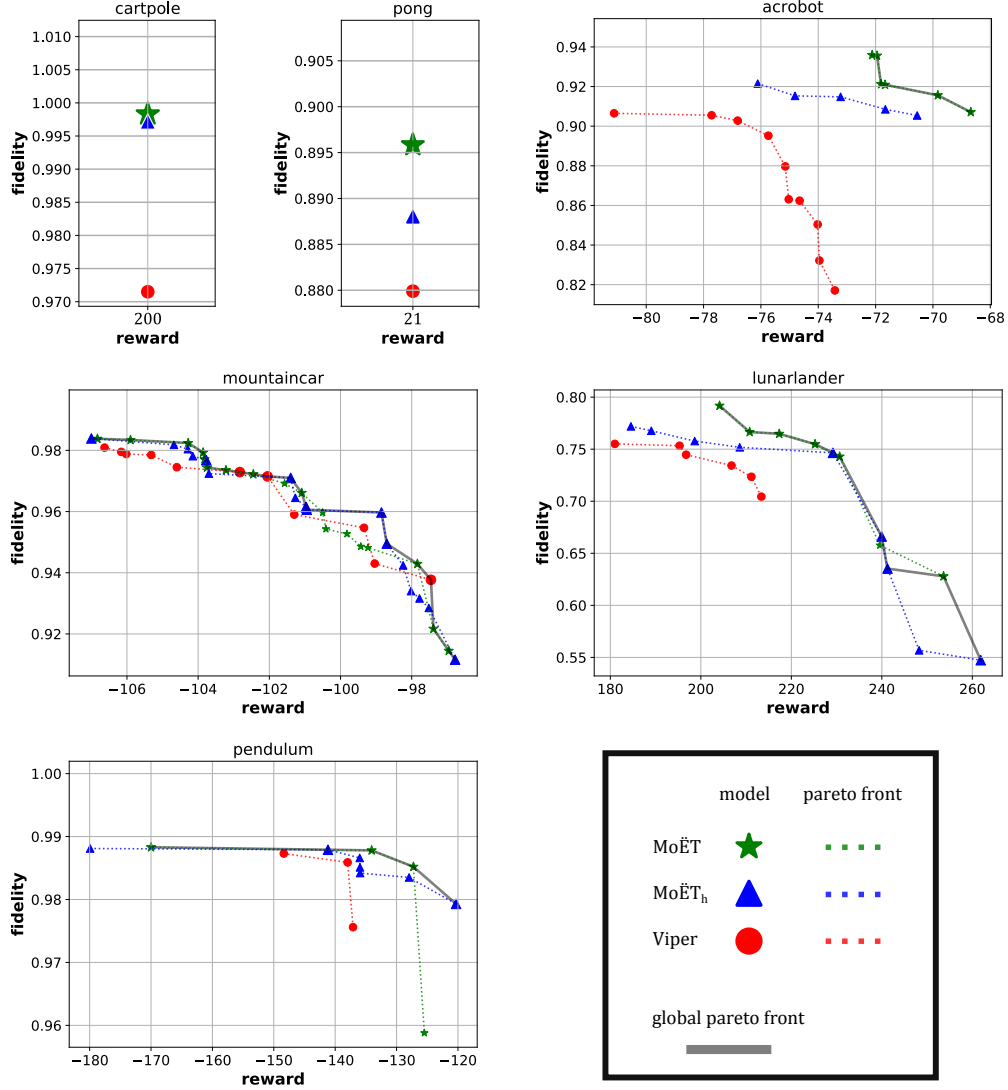 cartpole
1.010
1.005
1.000
0.995
0.990
0.985
0.980
0.975
0.970
fidelity
200
reward
pong
0.905
0.900
0.895
0.890
0.885
0.880
fidelity
21
reward
acrobot
0.94
0.92
0.90
0.88
0.86
0.84
0.82
fidelity
−80 −78 −76 −74 −72 −70 −68
reward
mountaincar
0.98
0.96
0.94
0.92
fidelity
−106 −104 −102 −100 −98
reward
lunarlander
0.80
0.75
0.70
0.65
0.60
0.55
fidelity
180 200 220 240 260
reward
pendulum
1.00
0.99
0.98
0.97
0.96
fidelity
−180 −170 −160 −150 −140 −130 −120
reward
model pareto front
MoËT
MoËTₕ
Viper
global pareto front